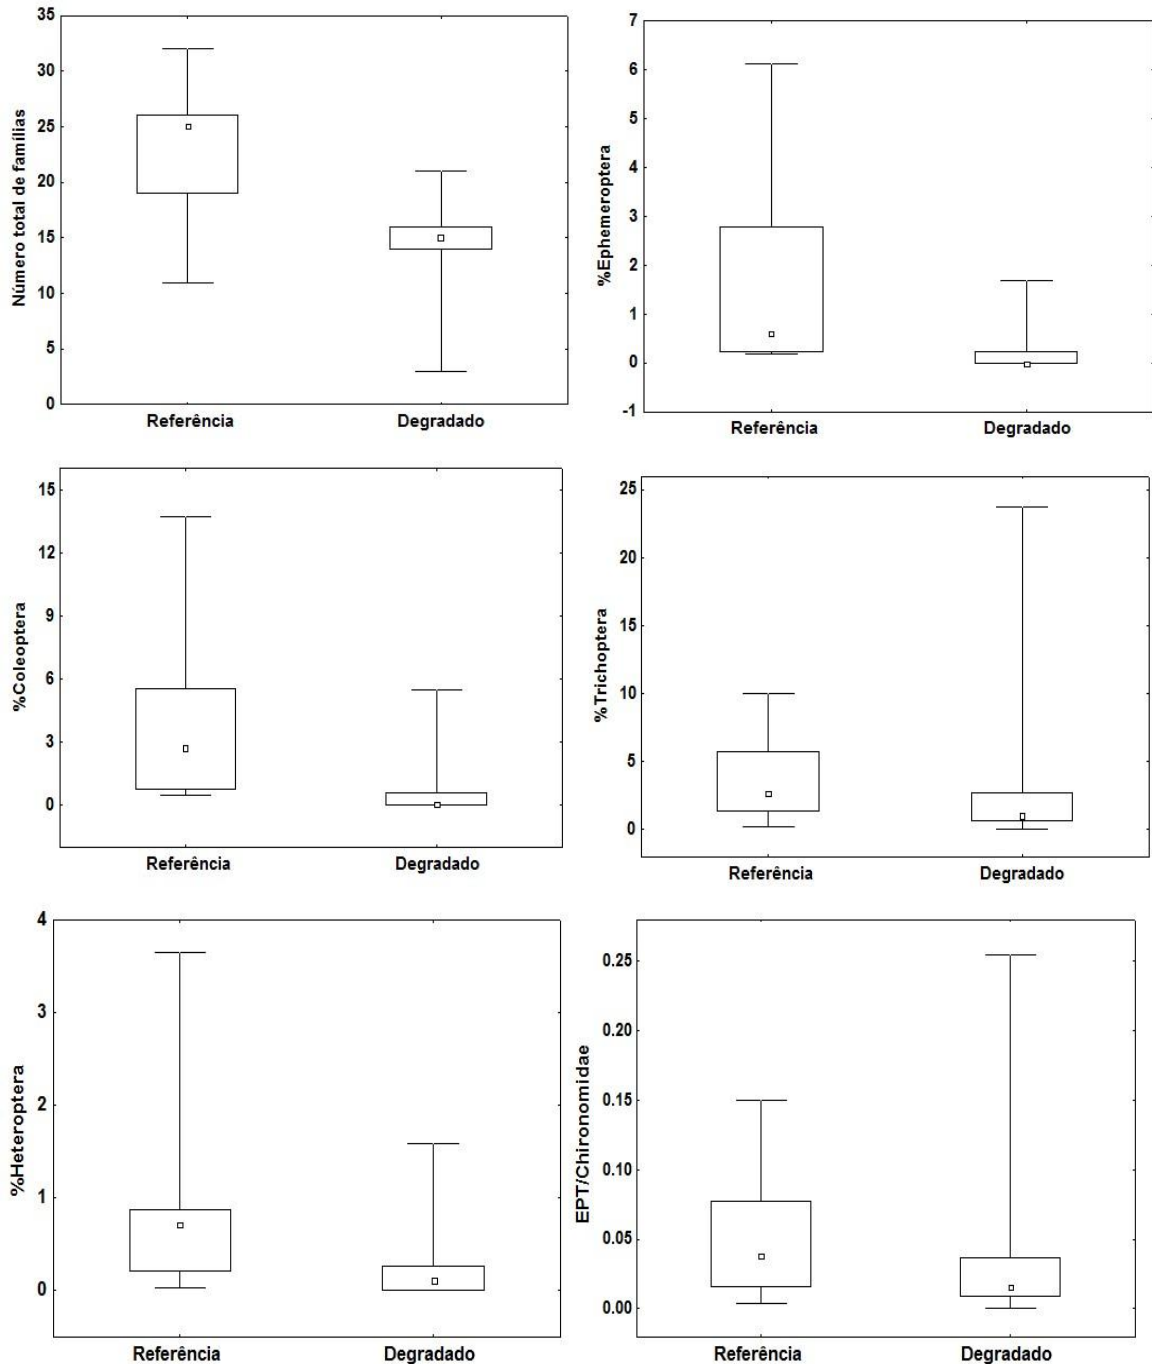 Número total de famílias
35
30
25
20
15
10
5
0
Referência
Degradado
%Ephemeroptera
7
6
5
4
3
2
1
0
-1
Referência
Degradado
%Coleoptera
15
12
9
6
3
0
Referência
Degradado
%Trichoptera
25
20
15
10
5
0
Referência
Degradado
%Heteroptera
4
3
2
1
0
Referência
Degradado
EPT/Chironomidae
0.25
0.20
0.15
0.10
0.05
0.00
Referência
Degradado